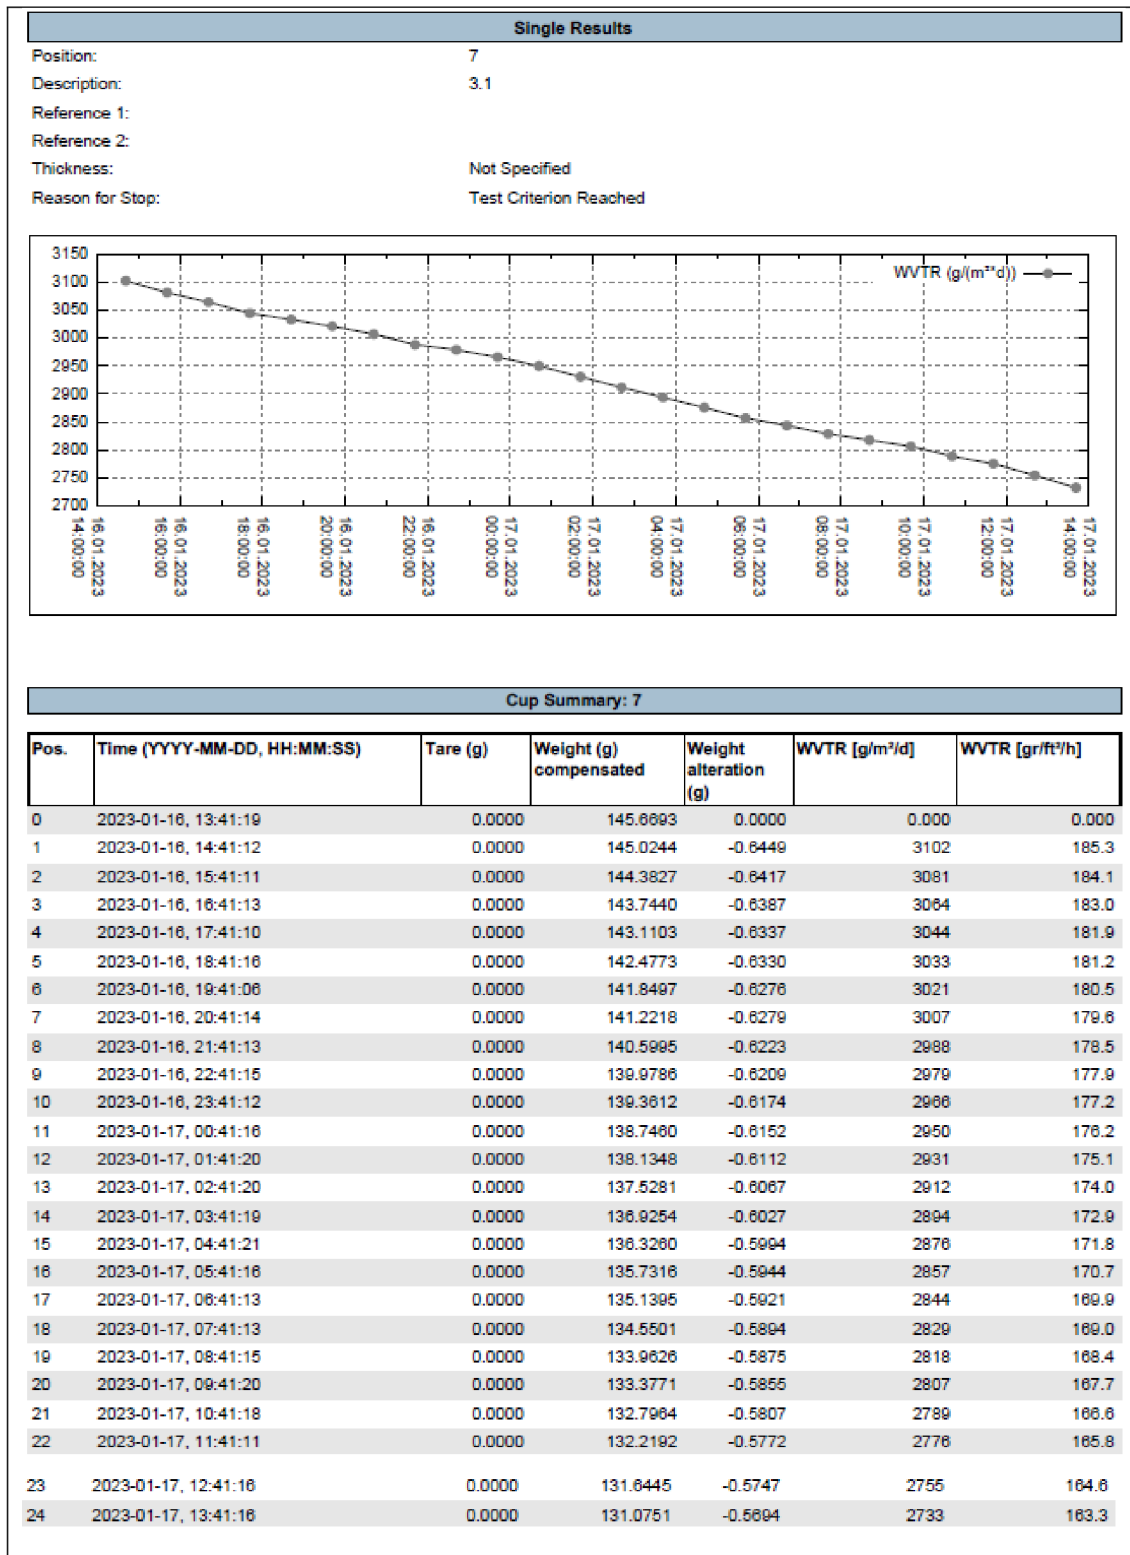 Single Results
Position: 7
Description: 3.1
Reference 1:
Reference 2:
Thickness: Not Specified
Reason for Stop: Test Criterion Reached
WVTR (g/(m²*d))
3150
3100
3050
3000
2950
2900
2850
2800
2750
2700
16.01.2023 14:00:00
16.01.2023 16:00:00
16.01.2023 18:00:00
16.01.2023 20:00:00
16.01.2023 22:00:00
17.01.2023 00:00:00
17.01.2023 02:00:00
17.01.2023 04:00:00
17.01.2023 06:00:00
17.01.2023 08:00:00
17.01.2023 10:00:00
17.01.2023 12:00:00
17.01.2023 14:00:00
Cup Summary: 7
Pos. Time (YYYY-MM-DD, HH:MM:SS) Tare (g) Weight (g) compensated Weight alteration (g) WVTR [g/m²/d] WVTR [gr/ft²/h]
0 2023-01-16, 13:41:19 0.0000 145.6693 0.0000 0.000 0.000
1 2023-01-16, 14:41:12 0.0000 145.0244 -0.6449 3102 185.3
2 2023-01-16, 15:41:11 0.0000 144.3827 -0.6417 3081 184.1
3 2023-01-16, 16:41:13 0.0000 143.7440 -0.6387 3064 183.0
4 2023-01-16, 17:41:10 0.0000 143.1103 -0.6337 3044 181.9
5 2023-01-16, 18:41:16 0.0000 142.4773 -0.6330 3033 181.2
6 2023-01-16, 19:41:06 0.0000 141.8497 -0.6276 3021 180.5
7 2023-01-16, 20:41:14 0.0000 141.2218 -0.6279 3007 179.6
8 2023-01-16, 21:41:13 0.0000 140.5995 -0.6223 2988 178.5
9 2023-01-16, 22:41:15 0.0000 139.9786 -0.6209 2979 177.9
10 2023-01-16, 23:41:12 0.0000 139.3612 -0.6174 2966 177.2
11 2023-01-17, 00:41:16 0.0000 138.7460 -0.6152 2950 176.2
12 2023-01-17, 01:41:20 0.0000 138.1348 -0.6112 2931 175.1
13 2023-01-17, 02:41:20 0.0000 137.5281 -0.6067 2912 174.0
14 2023-01-17, 03:41:19 0.0000 136.9254 -0.6027 2894 172.9
15 2023-01-17, 04:41:21 0.0000 136.3260 -0.5994 2876 171.8
16 2023-01-17, 05:41:16 0.0000 135.7316 -0.5944 2857 170.7
17 2023-01-17, 06:41:13 0.0000 135.1395 -0.5921 2844 169.9
18 2023-01-17, 07:41:13 0.0000 134.5501 -0.5894 2829 169.0
19 2023-01-17, 08:41:15 0.0000 133.9626 -0.5875 2818 168.4
20 2023-01-17, 09:41:20 0.0000 133.3771 -0.5855 2807 167.7
21 2023-01-17, 10:41:18 0.0000 132.7964 -0.5807 2789 166.6
22 2023-01-17, 11:41:11 0.0000 132.2192 -0.5772 2776 165.8
23 2023-01-17, 12:41:16 0.0000 131.6445 -0.5747 2755 164.6
24 2023-01-17, 13:41:16 0.0000 131.0751 -0.5694 2733 163.3